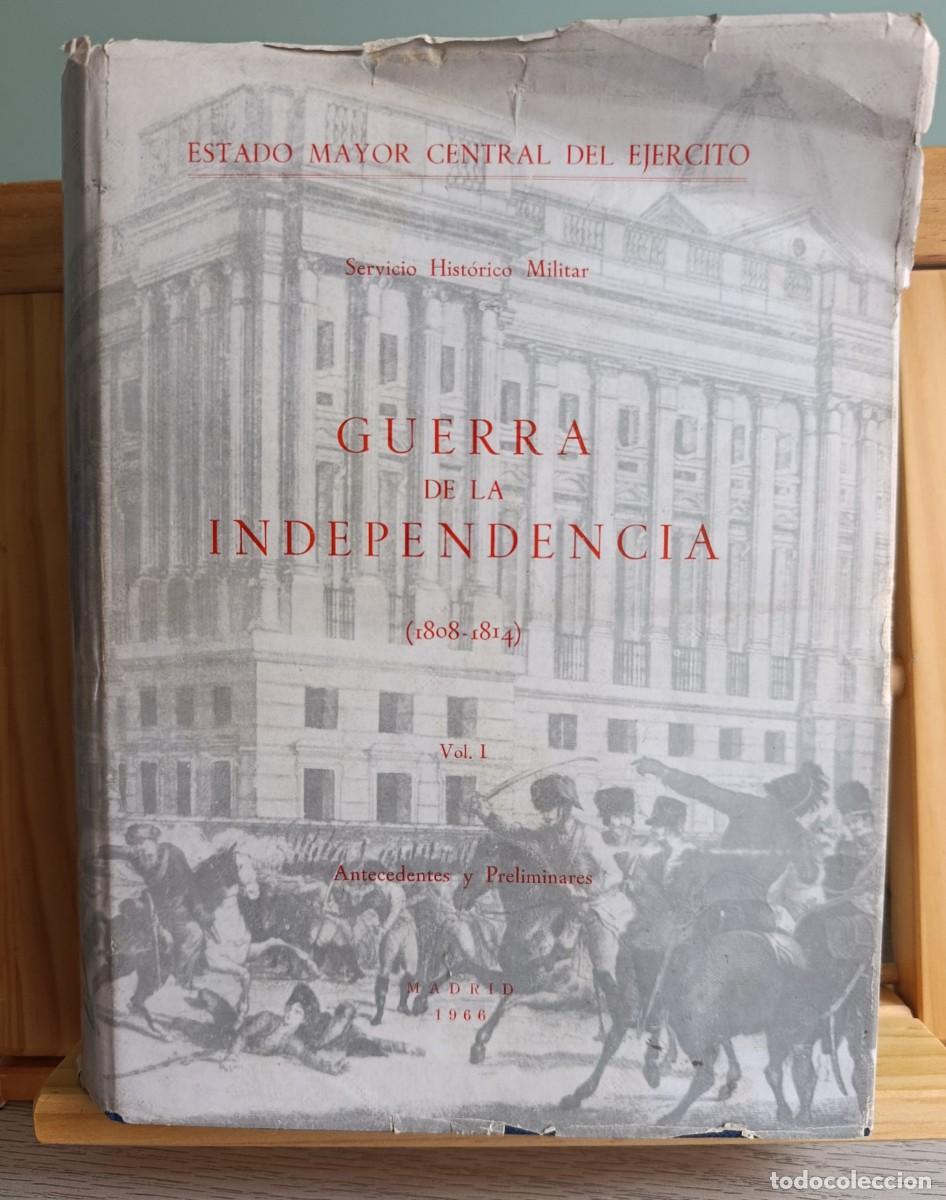 ESTADO MAYOR CENTRAL DEL EJERCITO
Servicio Histórico Militar
GUERRA
DE LA
INDEPENDENCIA
(1808-1814)
Vol. I
Antecedentes y Preliminares
MADRID
1966
todocoleccion